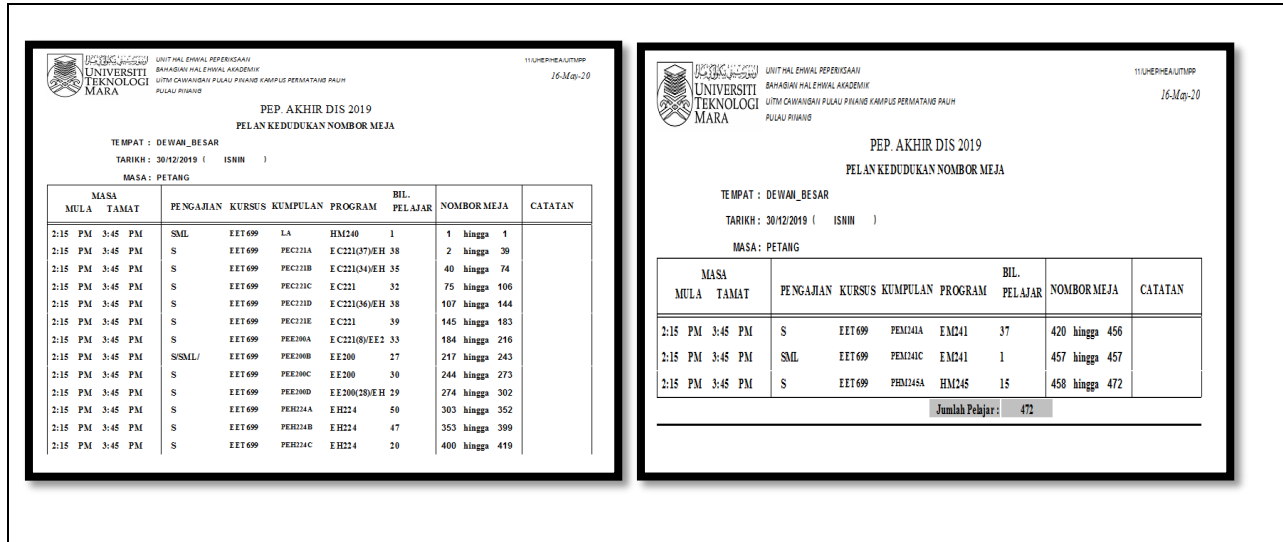 UNIVERSITI
TEKNOLOGI
MARA
UNIT HAL EHWAL PEPERIKSAAN
BAHAGIAN HAL EHWAL AKADEMIK
UiTM CAWANGAN PULAU PINANG KAMPUS PERMATANG PAUH
PULAU PINANG
11/UHEP/HEA/UITMPP
16-May-20
PEP. AKHIR DIS 2019
PELAN KEDUDUKAN NOMBOR MEJA
TEMPAT : DEWAN_BESAR
TARIKH : 30/12/2019 ( ISNIN )
MASA : PETANG
MASA BIL.
MULA TAMAT PENGAJIAN KURSUS KUMPULAN PROGRAM PELAJAR NOMBOR MEJA CATATAN
2:15 PM 3:45 PM SML EET699 LA HM240 1 1 hingga 1
2:15 PM 3:45 PM S EET699 PEC221A EC221(37)/EH 38 2 hingga 39
2:15 PM 3:45 PM S EET699 PEC221B EC221(34)/EH 35 40 hingga 74
2:15 PM 3:45 PM S EET699 PEC221C EC221 32 75 hingga 106
2:15 PM 3:45 PM S EET699 PEC221D EC221(36)/EH 38 107 hingga 144
2:15 PM 3:45 PM S EET699 PEC221E EC221 39 145 hingga 183
2:15 PM 3:45 PM S EET699 PEE200A EC221(8)/EE2 33 184 hingga 216
2:15 PM 3:45 PM S/SML/ EET699 PEE200B EE200 27 217 hingga 243
2:15 PM 3:45 PM S EET699 PEE200C EE200 30 244 hingga 273
2:15 PM 3:45 PM S EET699 PEE200D EE200(28)/EH 29 274 hingga 302
2:15 PM 3:45 PM S EET699 PEH224A EH224 50 303 hingga 352
2:15 PM 3:45 PM S EET699 PEH224B EH224 47 353 hingga 399
2:15 PM 3:45 PM S EET699 PEH224C EH224 20 400 hingga 419
UNIVERSITI
TEKNOLOGI
MARA
UNIT HAL EHWAL PEPERIKSAAN
BAHAGIAN HAL EHWAL AKADEMIK
UiTM CAWANGAN PULAU PINANG KAMPUS PERMATANG PAUH
PULAU PINANG
11/UHEP/HEA/UITMPP
16-May-20
PEP. AKHIR DIS 2019
PELAN KEDUDUKAN NOMBOR MEJA
TEMPAT : DEWAN_BESAR
TARIKH : 30/12/2019 ( ISNIN )
MASA : PETANG
MASA BIL.
MULA TAMAT PENGAJIAN KURSUS KUMPULAN PROGRAM PELAJAR NOMBOR MEJA CATATAN
2:15 PM 3:45 PM S EET699 PEM241A EM241 37 420 hingga 456
2:15 PM 3:45 PM SML EET699 PEM241C EM241 1 457 hingga 457
2:15 PM 3:45 PM S EET699 PHM245A HM245 15 458 hingga 472
Jumlah Pelajar : 472